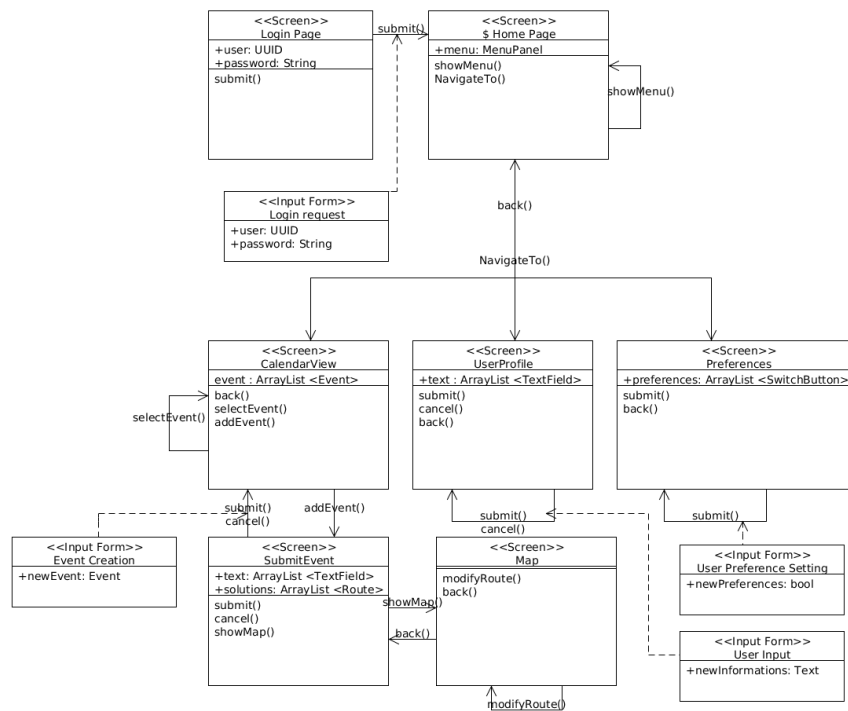 <<Screen>>
Login Page
+user: UUID
+password: String
submit()
submit()
<<Screen>>
$ Home Page
+menu: MenuPanel
showMenu()
NavigateTo()
showMenu()
<<Input Form>>
Login request
+user: UUID
+password: String
back()
NavigateTo()
<<Screen>>
CalendarView
event : ArrayList <Event>
back()
selectEvent()
addEvent()
selectEvent()
<<Screen>>
UserProfile
+text : ArrayList <TextField>
submit()
cancel()
back()
<<Screen>>
Preferences
+preferences: ArrayList <SwitchButton>
submit()
back()
submit()
cancel()
addEvent()
submit()
cancel()
submit()
<<Input Form>>
Event Creation
+newEvent: Event
<<Screen>>
SubmitEvent
+text: ArrayList <TextField>
+solutions: ArrayList <Route>
submit()
cancel()
showMap()
showMap()
back()
<<Screen>>
Map
modifyRoute()
back()
modifyRoute()
<<Input Form>>
User Preference Setting
+newPreferences: bool
<<Input Form>>
User Input
+newInformations: Text